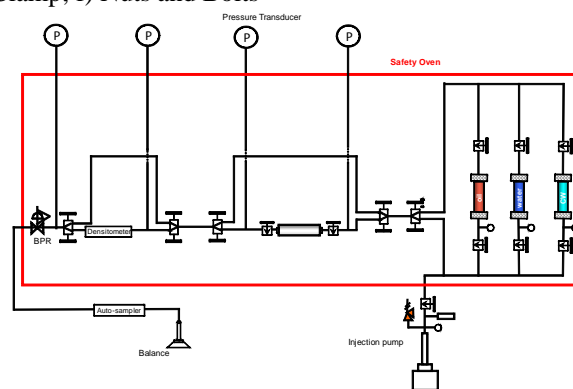 Clamp, f) Nuts and Bolts
Pressure Transducer
P P P P
Safety Oven
oil water CW
BPR
Densitometer
Auto-sampler
Balance
Injection pump